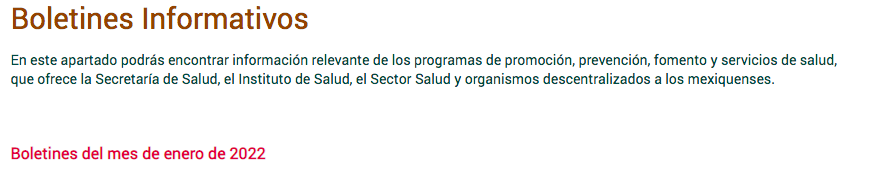 Boletines Informativos
En este apartado podrás encontrar información relevante de los programas de promoción, prevención, fomento y servicios de salud,
que ofrece la Secretaría de Salud, el Instituto de Salud, el Sector Salud y organismos descentralizados a los mexiquenses.
Boletines del mes de enero de 2022